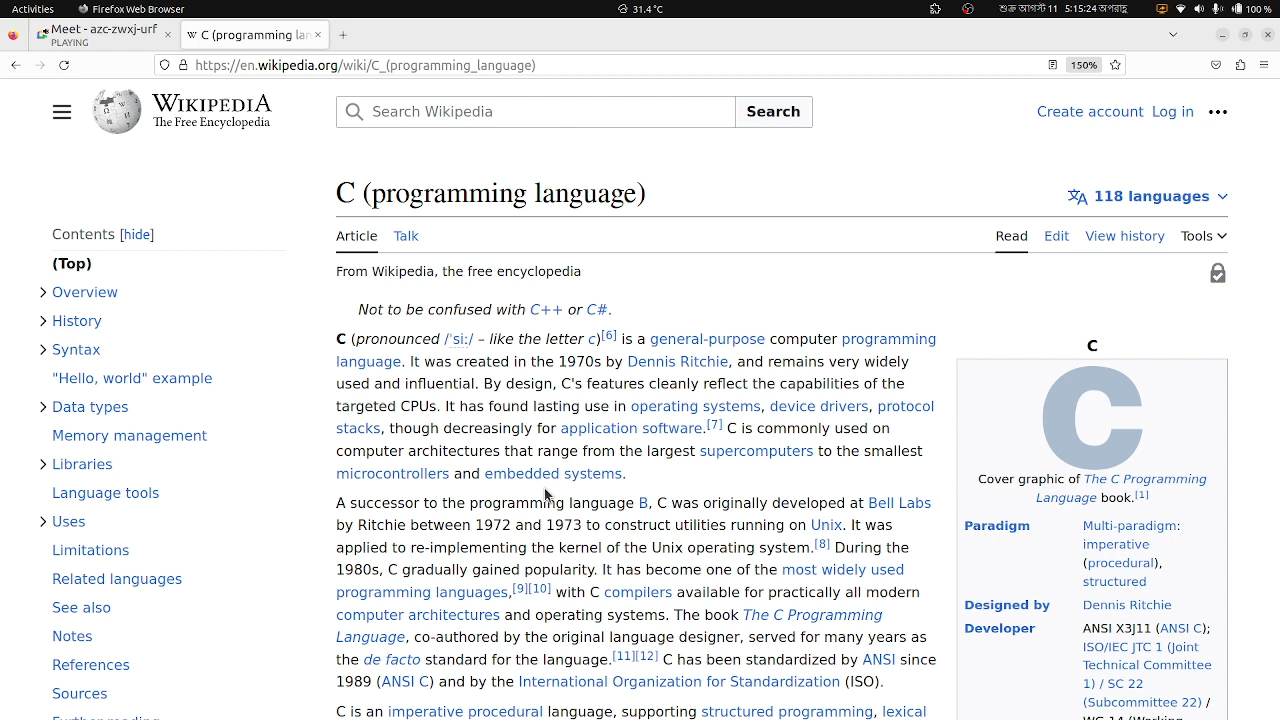 Activities Firefox Web Browser 31.4 °C শুক্র আগস্ট 11 5:15:24 অপরাহ্ণ 100 %
Meet - azc-zwxj-urf
PLAYING
W C (programming lan
https://en.wikipedia.org/wiki/C_(programming_language) 150%
WIKIPEDIA
The Free Encyclopedia
Search Wikipedia Search
Create account Log in
C (programming language)
118 languages
Contents [hide]
(Top)
Overview
History
Syntax
"Hello, world" example
Data types
Memory management
Libraries
Language tools
Uses
Limitations
Related languages
See also
Notes
References
Sources
Article Talk Read Edit View history Tools
From Wikipedia, the free encyclopedia
Not to be confused with C++ or C#.
C (pronounced /ˈsiː/ – like the letter c)[6] is a general-purpose computer programming
language. It was created in the 1970s by Dennis Ritchie, and remains very widely
used and influential. By design, C's features cleanly reflect the capabilities of the
targeted CPUs. It has found lasting use in operating systems, device drivers, protocol
stacks, though decreasingly for application software.[7] C is commonly used on
computer architectures that range from the largest supercomputers to the smallest
microcontrollers and embedded systems.
A successor to the programming language B, C was originally developed at Bell Labs
by Ritchie between 1972 and 1973 to construct utilities running on Unix. It was
applied to re-implementing the kernel of the Unix operating system.[8] During the
1980s, C gradually gained popularity. It has become one of the most widely used
programming languages,[9][10] with C compilers available for practically all modern
computer architectures and operating systems. The book The C Programming
Language, co-authored by the original language designer, served for many years as
the de facto standard for the language.[11][12] C has been standardized by ANSI since
1989 (ANSI C) and by the International Organization for Standardization (ISO).
C is an imperative procedural language, supporting structured programming, lexical
C
C
Cover graphic of The C Programming
Language book.[1]
Paradigm Multi-paradigm:
imperative
(procedural),
structured
Designed by Dennis Ritchie
Developer ANSI X3J11 (ANSI C);
ISO/IEC JTC 1 (Joint
Technical Committee
1) / SC 22
(Subcommittee 22) /
WG 14 (Working